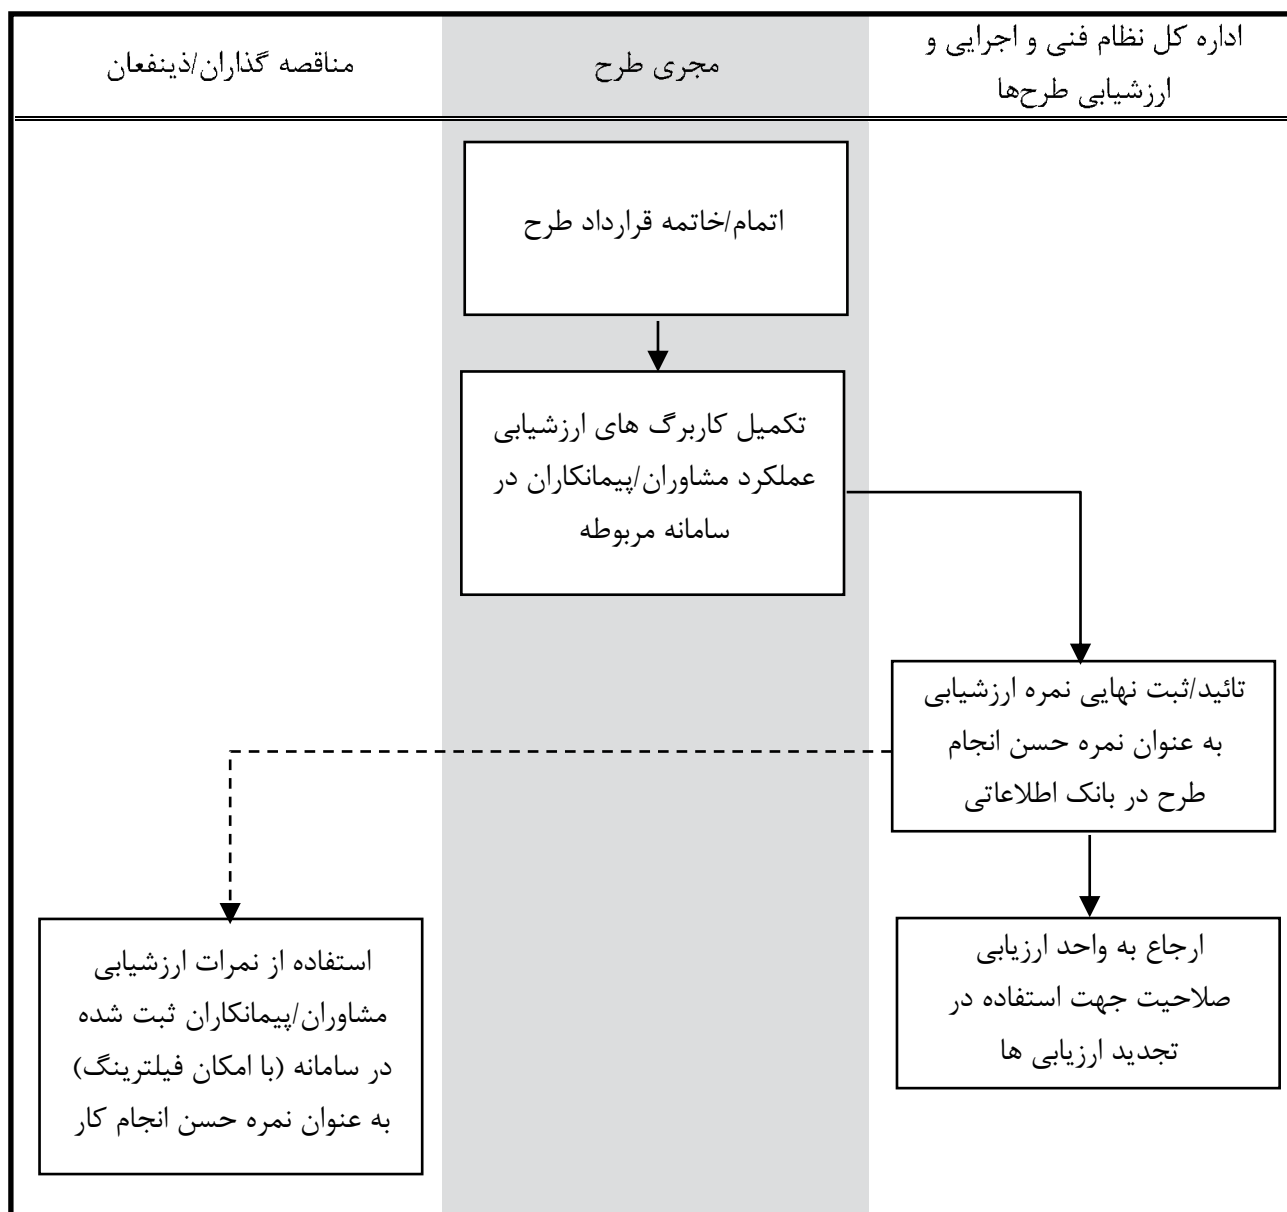 اداره کل نظام فنی و اجرایی و
ارزشیابی طرح‌ها
مجری طرح
مناقصه گذاران/ذینفعان
اتمام/خاتمه قرارداد طرح
تکمیل کاربرگ های ارزشیابی
عملکرد مشاوران/پیمانکاران در
سامانه مربوطه
تائید/ثبت نهایی نمره ارزشیابی
به عنوان نمره حسن انجام
طرح در بانک اطلاعاتی
ارجاع به واحد ارزیابی
صلاحیت جهت استفاده در
تجدید ارزیابی ها
استفاده از نمرات ارزشیابی
مشاوران/پیمانکاران ثبت شده
در سامانه (با امکان فیلترینگ)
به عنوان نمره حسن انجام کار